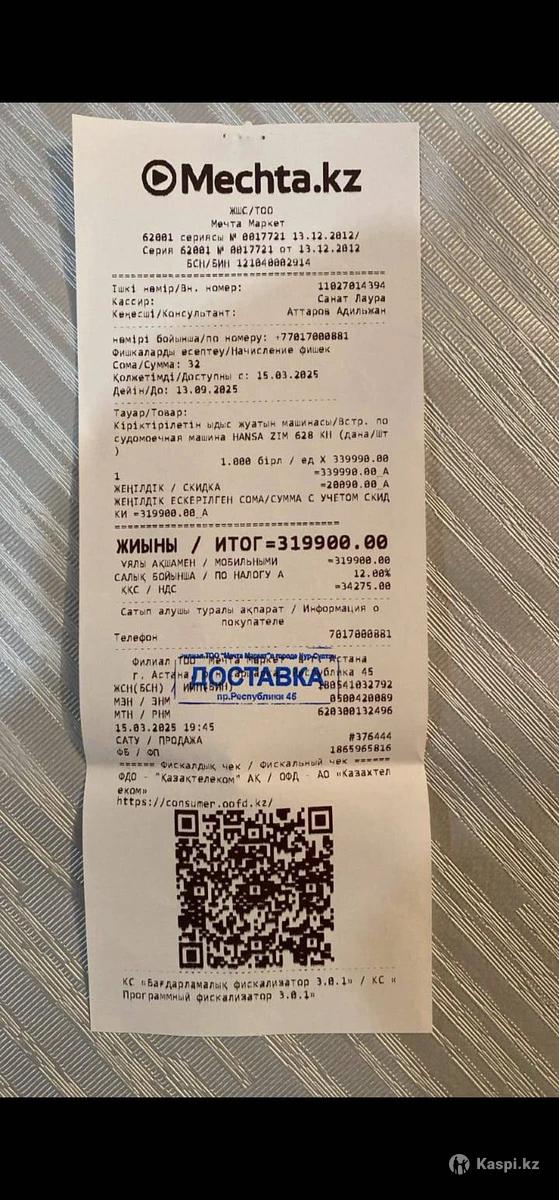 Mechta.kz
ЖШС/ТОО
Мечта Маркет
62001 сериясы № 0017721 13.12.2012/
Серия 62001 № 0017721 от 13.12.2012
БСН/БИН 121040002914
Ішкі нөмір/Вн. номер: 11027014394
Кассир: Санат Лаура
Кеңесші/Консультант: Аттаров Адильжан
нөмірі бойынша/по номеру: +77017000881
Фишкаларды есептеу/Начисление фишек
Сома/Сумма: 32
Қолжетімді/Доступны с: 15.03.2025
Дейін/До: 13.09.2025
Тауар/Товар:
Кіріктірілетін ыдыс жуатын машинасы/Встр. по
судомоечная машина HANSA ZIM 628 KH (дана/шт
)
1.000 бірл / ед X 339990.00
1 =339990.00_А
ЖЕҢІЛДІК / СКИДКА =20090.00_А
ЖЕҢІЛДІК ЕСКЕРІЛГЕН СОМА/СУММА С УЧЕТОМ СКИД
КИ =319900.00_А
ЖИЫНЫ / ИТОГ=319900.00
ҰЯЛЫ АҚШАМЕН / МОБИЛЬНЫМИ =319900.00
САЛЫҚ БОЙЫНША / ПО НАЛОГУ А 12.00%
ҚҚС / НДС =34275.00
Сатып алушы туралы ақпарат / Информация о
покупателе
Телефон 7017000881
Филиал ТОО "Мечта Маркет" в г. Астана
г. Астана, Республики 45
ДОСТАВКА
пр.Республики 45
ЖСН(БСН) / ИИН(БИН) 180541032792
МЗН / ЗНМ 0500420089
МТН / РНМ 620300132496
15.03.2025 19:45
САТУ / ПРОДАЖА #376444
ФБ / ФП 1865965816
====== Фискалдық чек / Фискальный чек ======
ФДО - "Қазақтелеком" АҚ / ОФД - АО «Казахтел
еком»
https://consumer.oofd.kz/
КС «Бағдарламалық фискализатор 3.0.1» / КС «
Программный фискализатор 3.0.1»
Kaspi.kz